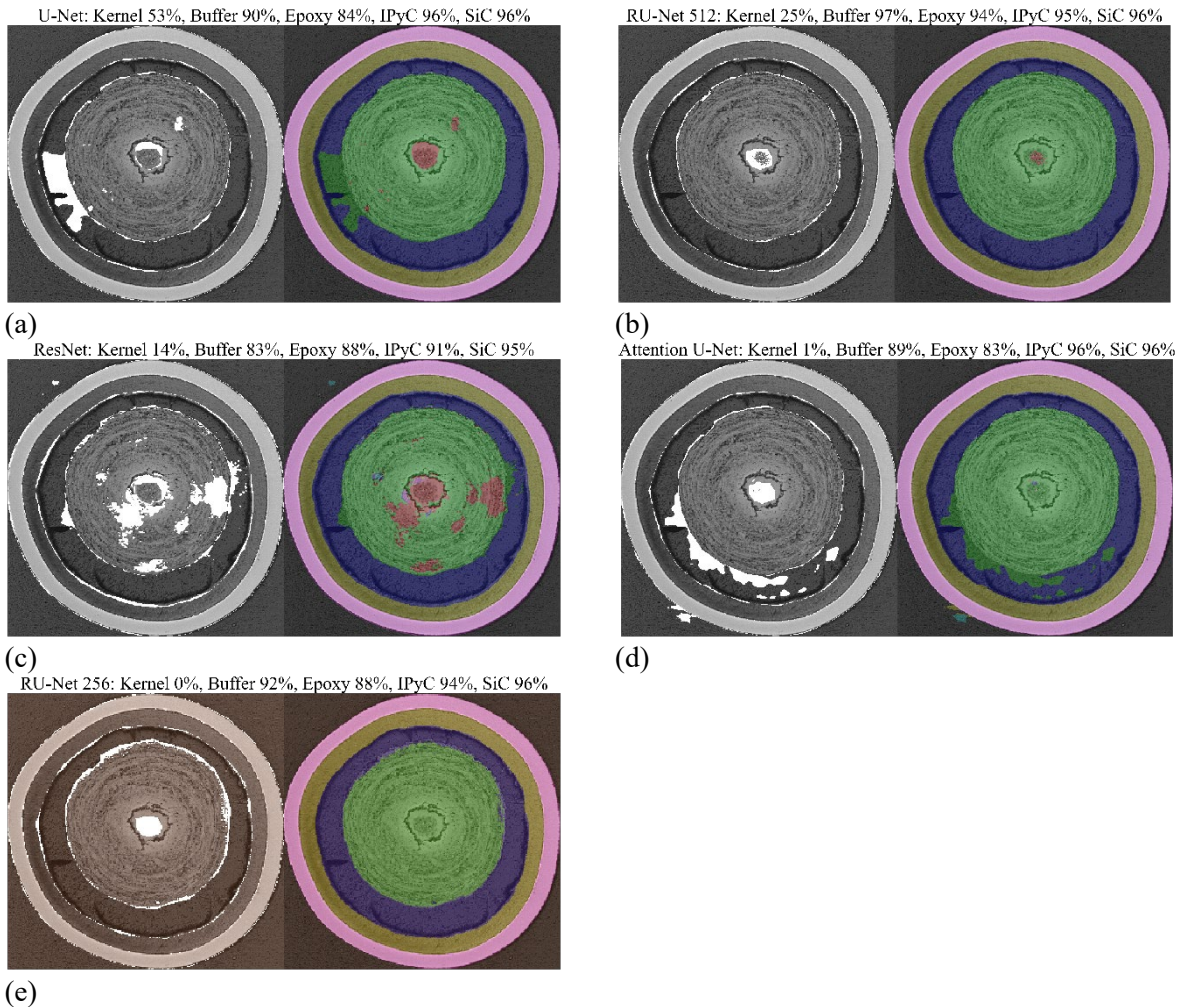 U-Net: Kernel 53%, Buffer 90%, Epoxy 84%, IPyC 96%, SiC 96%
RU-Net 512: Kernel 25%, Buffer 97%, Epoxy 94%, IPyC 95%, SiC 96%
(a)
(b)
ResNet: Kernel 14%, Buffer 83%, Epoxy 88%, IPyC 91%, SiC 95%
Attention U-Net: Kernel 1%, Buffer 89%, Epoxy 83%, IPyC 96%, SiC 96%
(c)
(d)
RU-Net 256: Kernel 0%, Buffer 92%, Epoxy 88%, IPyC 94%, SiC 96%
(e)